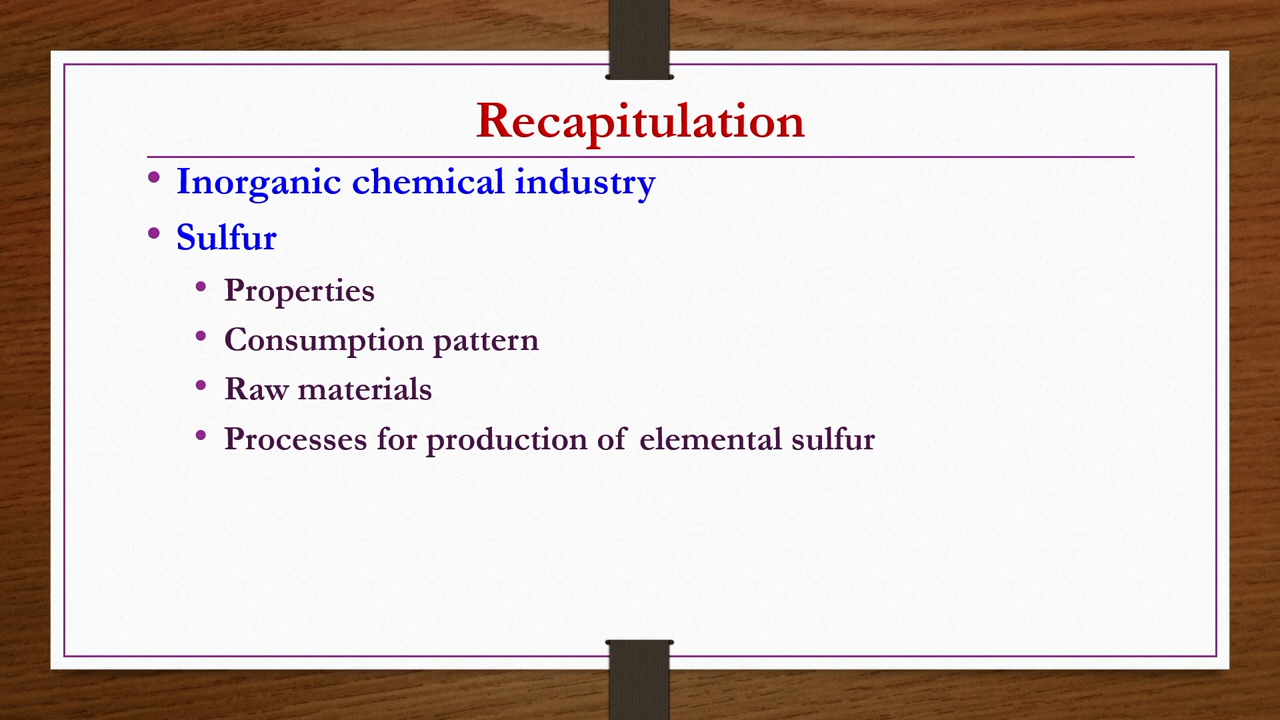 Recapitulation
• Inorganic chemical industry
• Sulfur
• Properties
• Consumption pattern
• Raw materials
• Processes for production of elemental sulfur